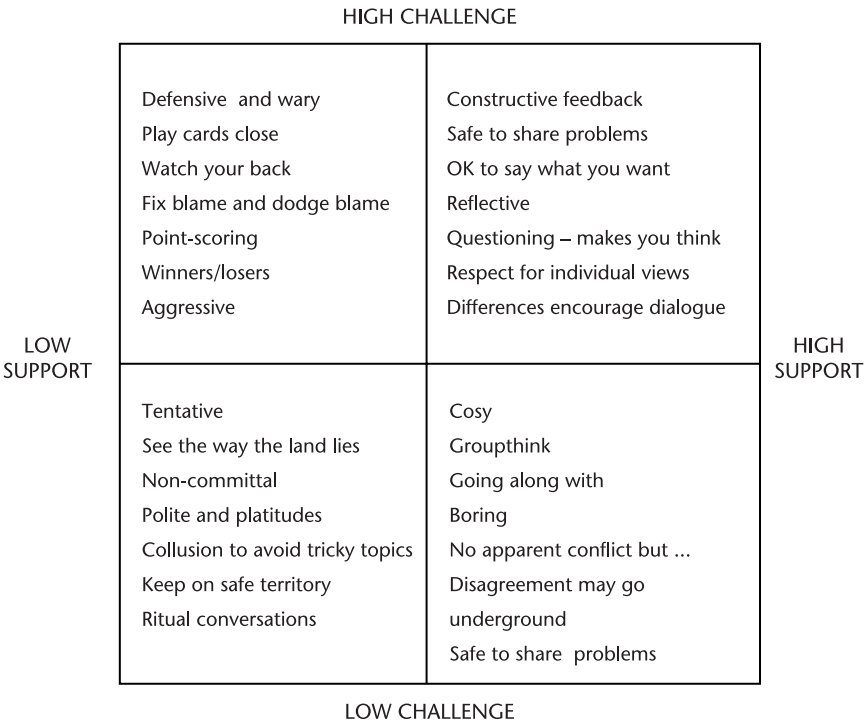 HIGH CHALLENGE
Defensive and wary
Play cards close
Watch your back
Fix blame and dodge blame
Point-scoring
Winners/losers
Aggressive
Constructive feedback
Safe to share problems
OK to say what you want
Reflective
Questioning – makes you think
Respect for individual views
Differences encourage dialogue
LOW
SUPPORT
HIGH
SUPPORT
Tentative
See the way the land lies
Non-committal
Polite and platitudes
Collusion to avoid tricky topics
Keep on safe territory
Ritual conversations
Cosy
Groupthink
Going along with
Boring
No apparent conflict but ...
Disagreement may go
underground
Safe to share problems
LOW CHALLENGE